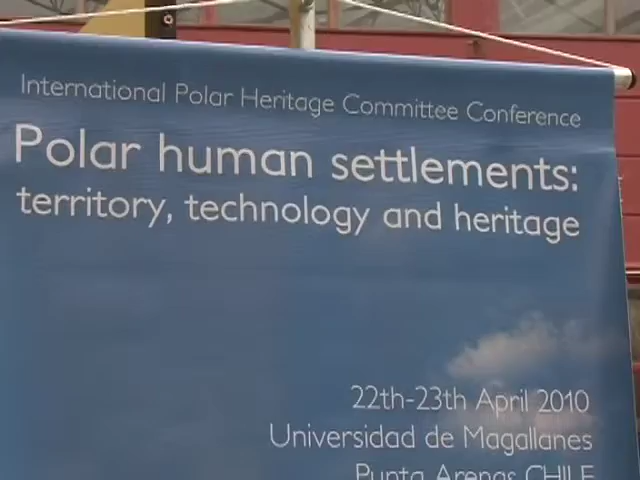 International Polar Heritage Committee Conference
Polar human settlements:
territory, technology and heritage
22th-23th April 2010
Universidad de Magallanes
Punta Arenas CHILE